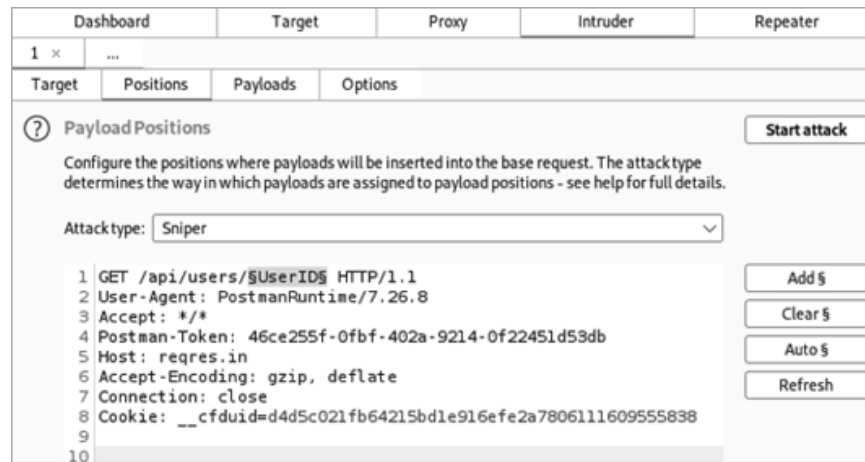 Dashboard Target Proxy Intruder Repeater
1 × ...
Target Positions Payloads Options
? Payload Positions
Start attack
Configure the positions where payloads will be inserted into the base request. The attack type
determines the way in which payloads are assigned to payload positions - see help for full details.
Attack type: Sniper
1 GET /api/users/§UserID§ HTTP/1.1
2 User-Agent: PostmanRuntime/7.26.8
3 Accept: */*
4 Postman-Token: 46ce255f-0fbf-402a-9214-0f22451d53db
5 Host: reqres.in
6 Accept-Encoding: gzip, deflate
7 Connection: close
8 Cookie: __cfduid=d4d5c021fb64215bd1e916efe2a7806111609555838
9
10
Add §
Clear §
Auto §
Refresh